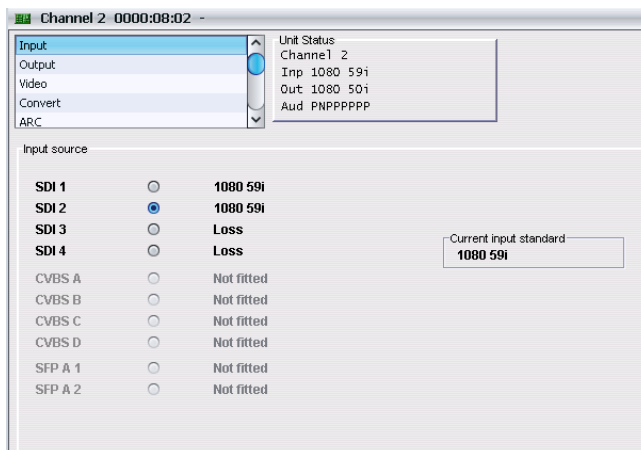 Channel 2 0000:08:02 -
Input
Output
Video
Convert
ARC
Unit Status
Channel 2
Inp 1080 59i
Out 1080 50i
Aud PNPPPPPP
Input source
SDI 1 1080 59i
SDI 2 1080 59i
SDI 3 Loss
SDI 4 Loss
Current input standard
1080 59i
CVBS A Not fitted
CVBS B Not fitted
CVBS C Not fitted
CVBS D Not fitted
SFP A 1 Not fitted
SFP A 2 Not fitted